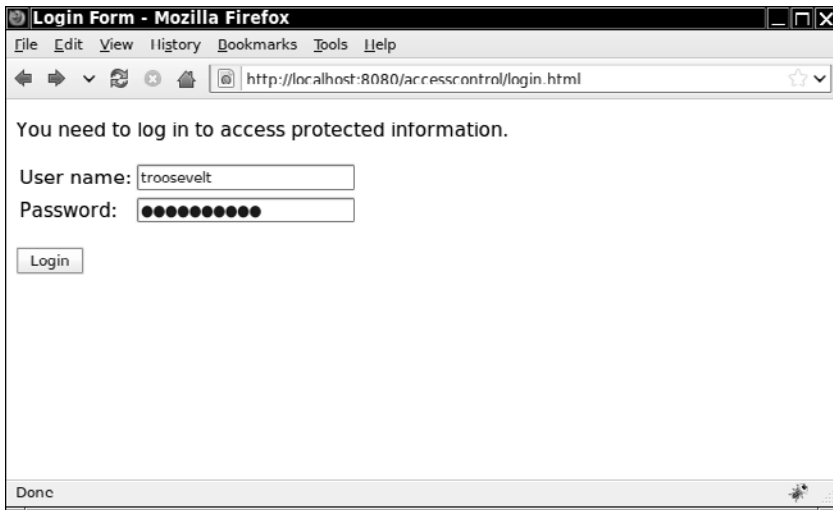 Login Form - Mozilla Firefox
File Edit View History Bookmarks Tools Help
http://localhost:8080/accesscontrol/login.html
You need to log in to access protected information.
User name: troosevelt
Password: ●●●●●●●●●●
Login
Done